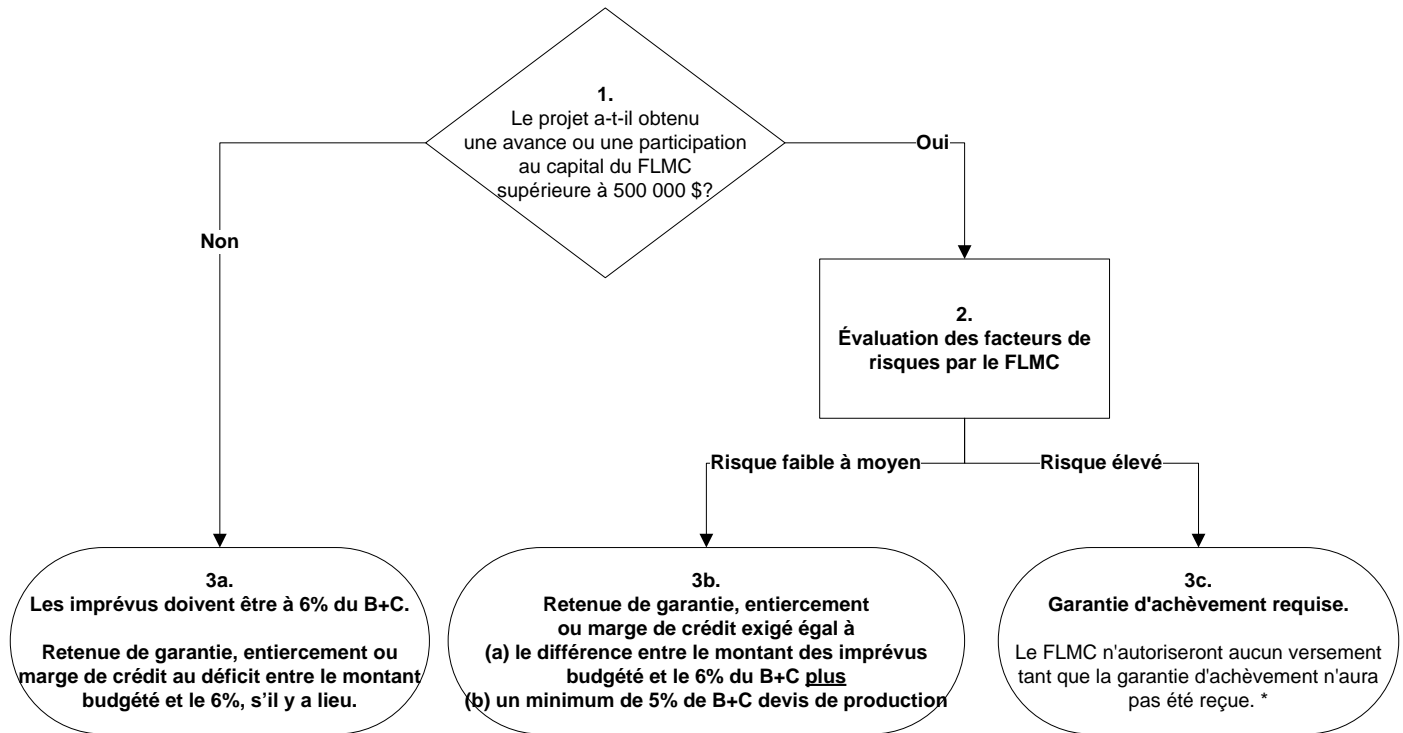 1.
Le projet a-t-il obtenu
une avance ou une participation
au capital du FLMC
supérieure à 500 000 $?
Oui
Non
2.
Évaluation des facteurs de
risques par le FLMC
Risque faible à moyen
Risque élevé
3a.
Les imprévus doivent être à 6% du B+C.
Retenue de garantie, entiercement ou
marge de crédit au déficit entre le montant
budgété et le 6%, s’il y a lieu.
3b.
Retenue de garantie, entiercement
ou marge de crédit exigé égal à
(a) le différence entre le montant des imprévus
budgété et le 6% du B+C plus
(b) un minimum de 5% de B+C devis de production
3c.
Garantie d'achèvement requise.
Le FLMC n'autoriseront aucun versement
tant que la garantie d'achèvement n'aura
pas été reçue. *